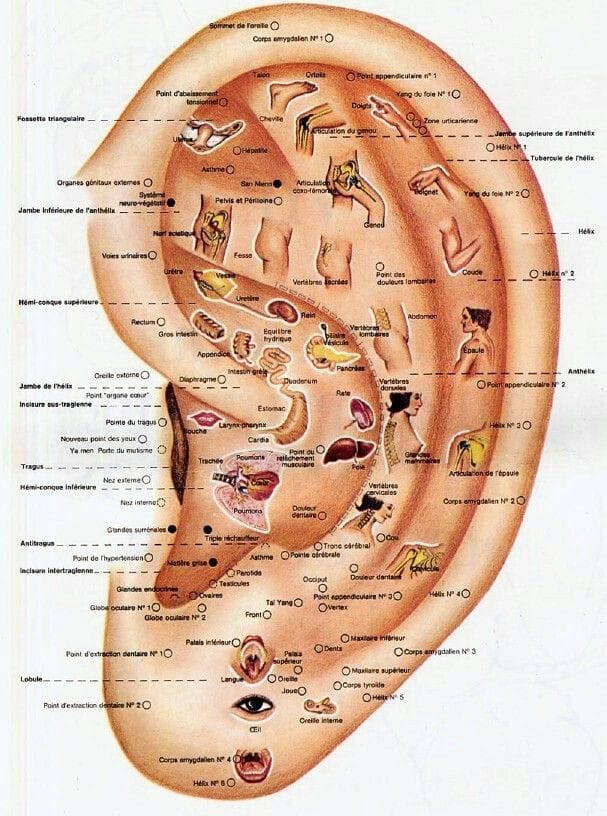 Sommet de l'oreille
Corps amygdalien N° 1
Talon
Orteils
Point appendiculaire n° 1
Point d'abaissement
tensionnel
Doigts
Yang du foie N° 1
Fossette triangulaire
Cheville
Zone urticarienne
Articulation du genou
Jambe supérieure de l'anthélix
Utérus
Hépatite
Hélix N° 1
Tubercule de l'hélix
Asthme
Organes génitaux externes
San Menn
Articulation
coxo-fémorale
Poignet
Yang du foie N° 2
Système
neuro-végétatif
Pelvis et Péritoine
Jambe inférieure de l'anthélix
Genou
Nerf sciatique
Hélix
Fesse
Voies urinaires
Vertèbres sacrées
Point des
douleurs lombaires
Coude
Hélix n° 2
Urètre
Vessie
Uretère
Hémi-conque supérieure
Rein
Abdomen
Rectum
Gros intestin
Equilibre
hydrique
biliaire
Vésicule
Vertèbres
lombaires
Épaule
Appendice
Intestin grêle
Pancréas
Oreille externe
Diaphragme
Duodenum
Anthélix
Jambe de l'hélix
Vertèbres
dorsales
Point appendiculaire N° 2
Point "organe cœur"
Rate
Incisure sus-tragienne
Estomac
Pointe du tragus
Bouche
Larynx-pharynx
Hélix N° 3
Nouveau point des yeux
Cardia
Ya men Porte du mutisme
Point du
relâchement
musculaire
Glandes
mammaires
Trachée
Poumons
Foie
Tragus
Articulation de l'épaule
Nez externe
Cœur
Hémi-conque inférieure
Vertèbres
cervicales
Nez interne
Poumons
Corps amygdalien N° 2
Douleur
dentaire
Glandes surrénales
Triple réchauffeur
Cou
Antitragus
Tronc cérébral
Point de l'hypertension
Asthme
Pointe cérébrale
Matière grise
Clavicule
Incisure intertragienne
Parotide
Douleur dentaire
Testicules
Occiput
Glandes endocrines
Ovaires
Point appendiculaire N° 3
Hélix N° 4
Globe oculaire N° 1
Tai Yang
Vertex
Globe oculaire N° 2
Front
Palais inférieur
Maxilaire inférieur
Point d'extraction dentaire N° 1
Dents
Corps amygdalien N° 3
Palais
supérieur
Maxilaire supérieur
Lobule
Langue
Oreille
Corps tyroïde
Joue
Hélix N° 5
Point d'extraction dentaire N° 2
Oreille interne
Œil
Corps amygdalien N° 4
Hélix N° 6